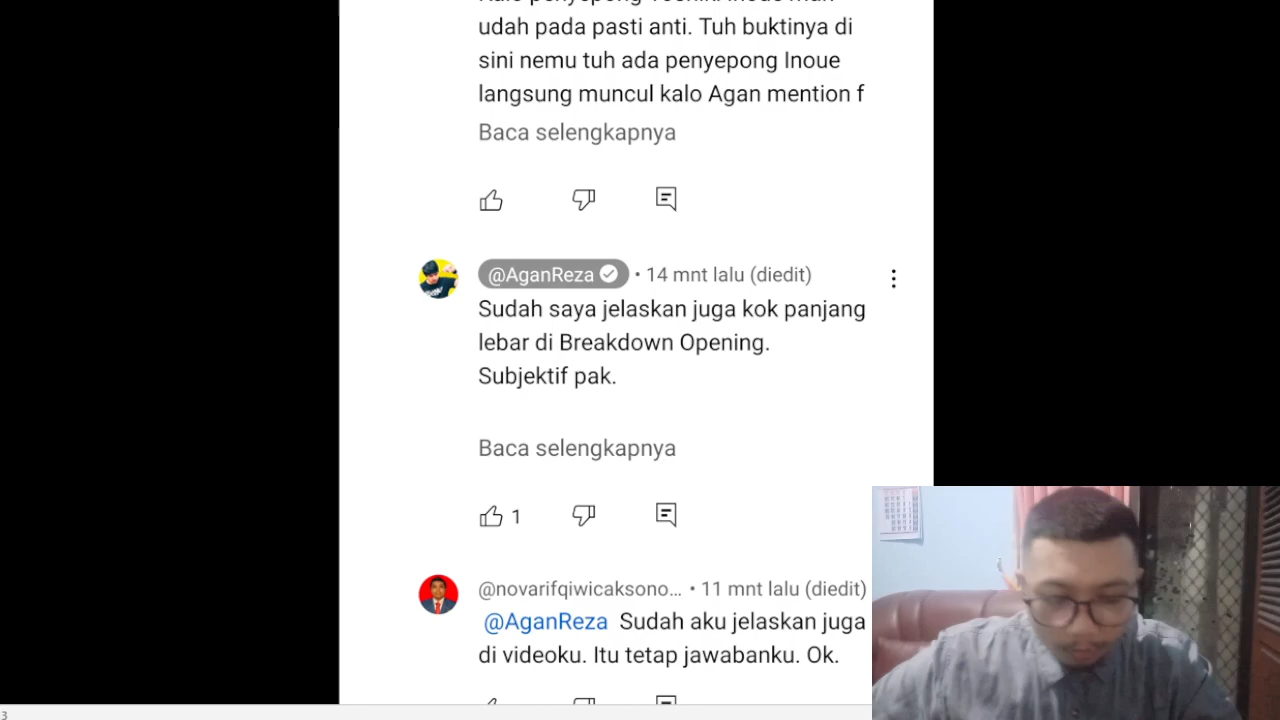 udah pada pasti anti. Tuh buktinya di
sini nemu tuh ada penyepong Inoue
langsung muncul kalo Agan mention f
Baca selengkapnya
@AganReza • 14 mnt lalu (diedit)
Sudah saya jelaskan juga kok panjang
lebar di Breakdown Opening.
Subjektif pak.
Baca selengkapnya
1
@novarifqiwicaksono... • 11 mnt lalu (diedit)
@AganReza Sudah aku jelaskan juga
di videoku. Itu tetap jawabanku. Ok.
3